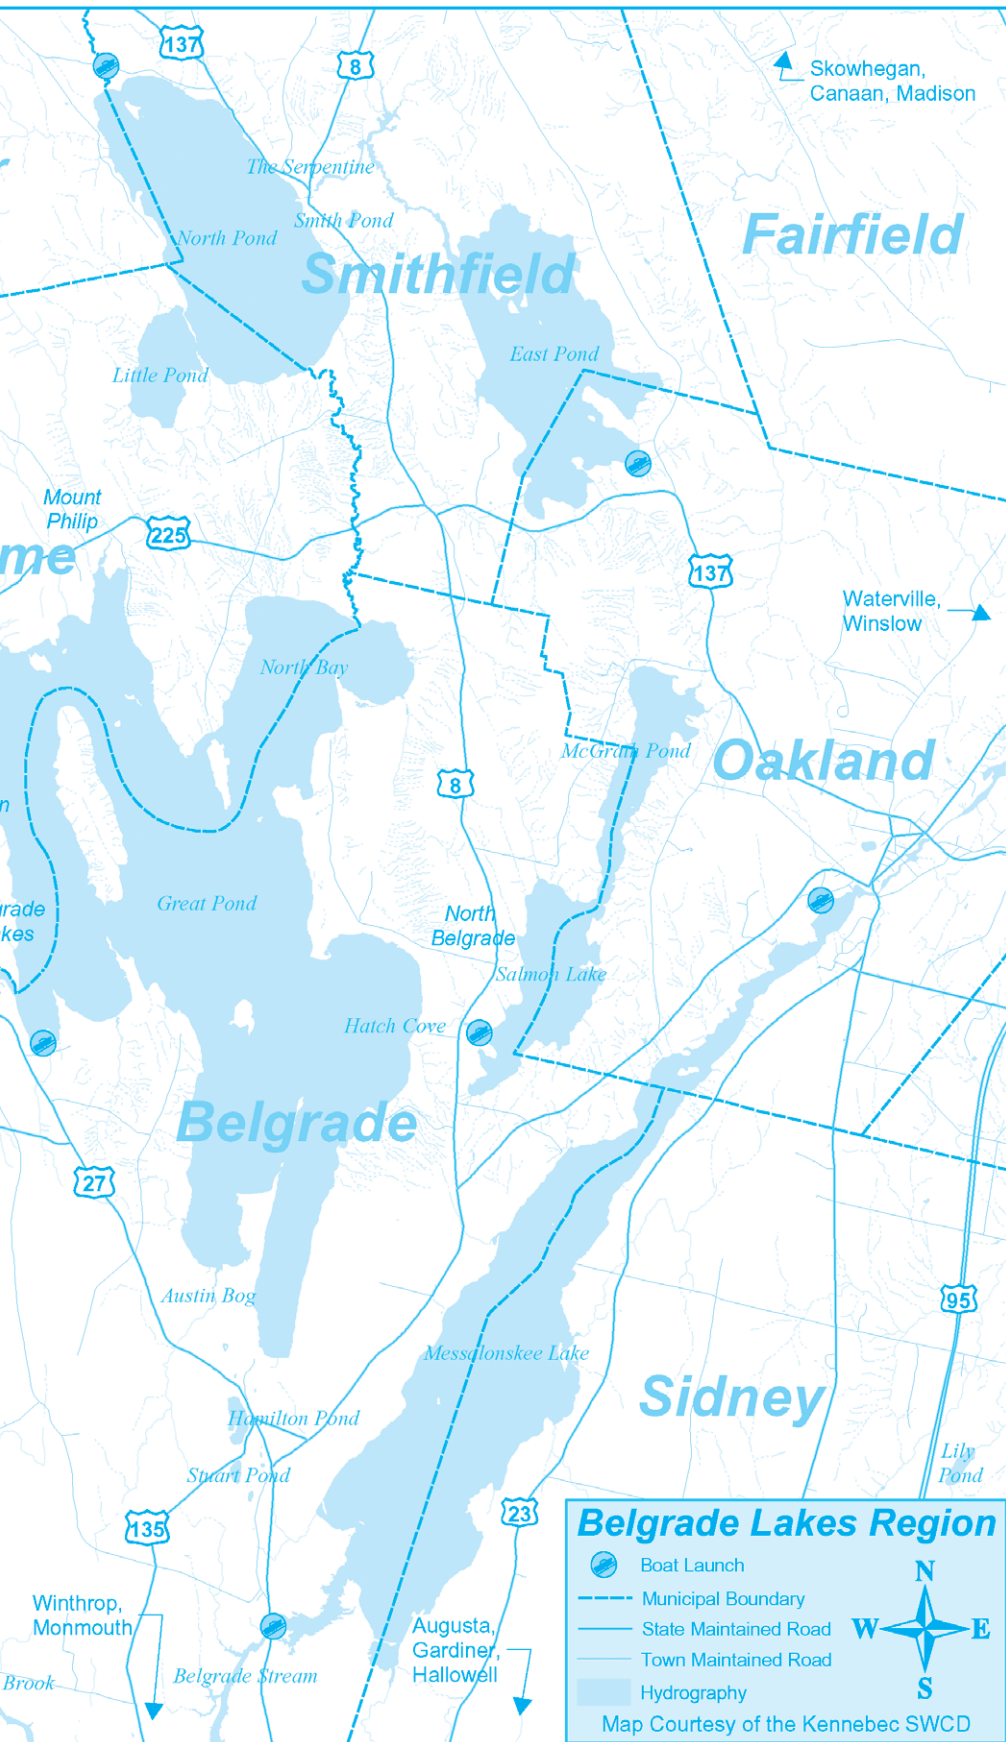 137
8
Skowhegan,
Canaan, Madison
The Serpentine
Smith Pond
North Pond
Fairfield
Smithfield
East Pond
Little Pond
Mount
Philip
225
me
137
Waterville,
Winslow
North Bay
McGrath Pond
Oakland
8
n
Great Pond
grade
kes
North
Belgrade
Salmon Lake
Hatch Cove
Belgrade
27
Austin Bog
95
Messalonskee Lake
Sidney
Hamilton Pond
Lily
Pond
Stuart Pond
135
23
Belgrade Lakes Region
Boat Launch
Municipal Boundary
State Maintained Road
Town Maintained Road
Hydrography
N
W
E
S
Map Courtesy of the Kennebec SWCD
Winthrop,
Monmouth
Augusta,
Gardiner,
Hallowell
Belgrade Stream
Brook